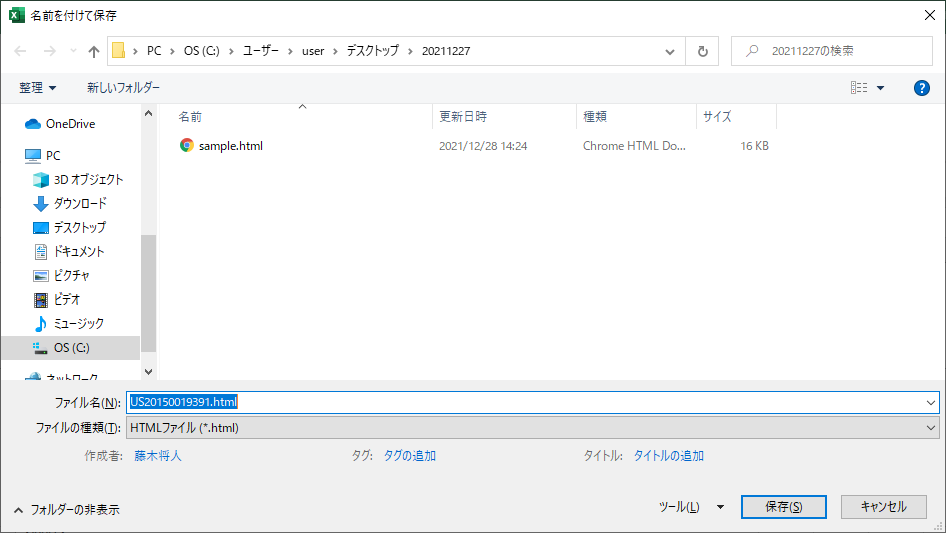 名前を付けて保存
PC › OS (C:) › ユーザー › user › デスクトップ › 20211227
20211227の検索
整理 新しいフォルダー
名前 更新日時 種類 サイズ
sample.html 2021/12/28 14:24 Chrome HTML Do... 16 KB
OneDrive
PC
3D オブジェクト
ダウンロード
デスクトップ
ドキュメント
ピクチャ
ビデオ
ミュージック
OS (C:)
ネットワーク
ファイル名(N): US20150019391.html
ファイルの種類(T): HTMLファイル (*.html)
作成者: 藤木将人 タグ: タグの追加 タイトル: タイトルの追加
フォルダーの非表示 ツール(L) 保存(S) キャンセル